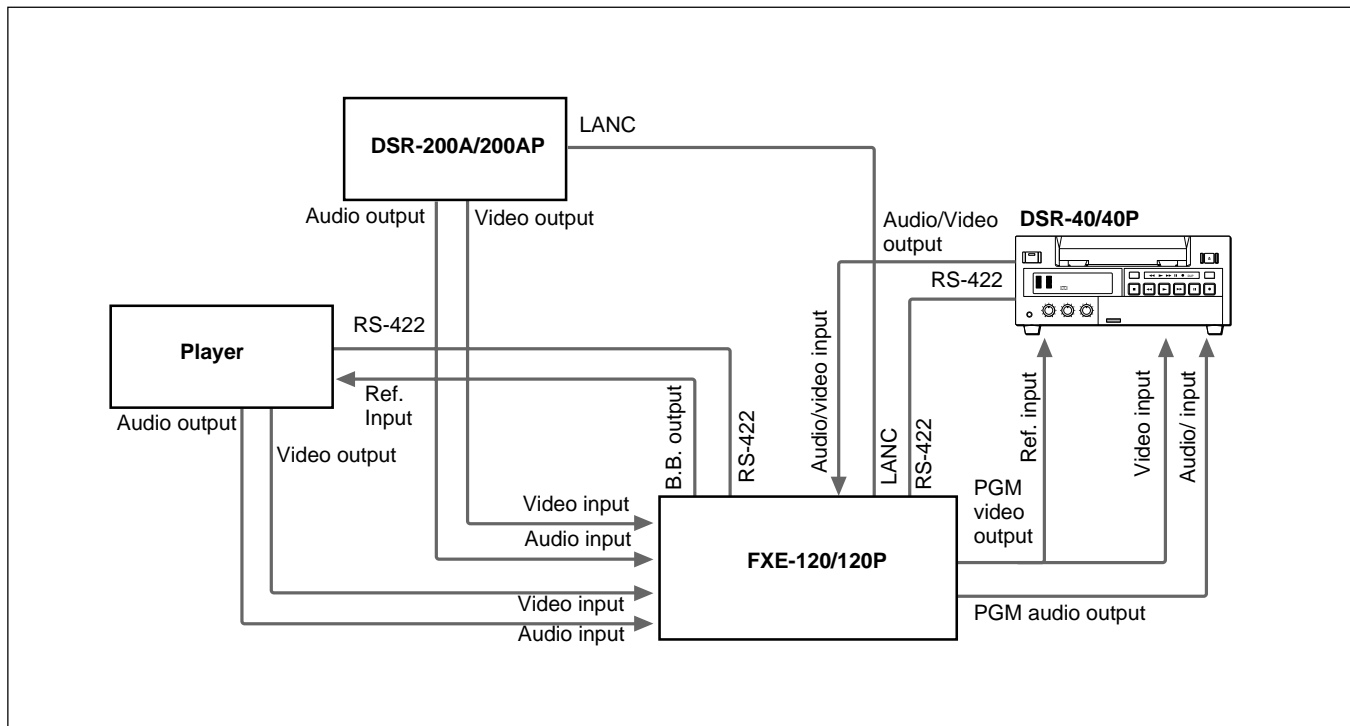 LANC
DSR-200A/200AP
Audio output
Video output
Audio/Video
output
DSR-40/40P
RS-422
RS-422
Player
Ref.
Input
Audio output
Video output
B.B. output
RS-422
Audio/video input
LANC
RS-422
Ref. input
Video input
Audio/ input
PGM
video
output
Video input
Audio input
FXE-120/120P
Video input
Audio input
PGM audio output